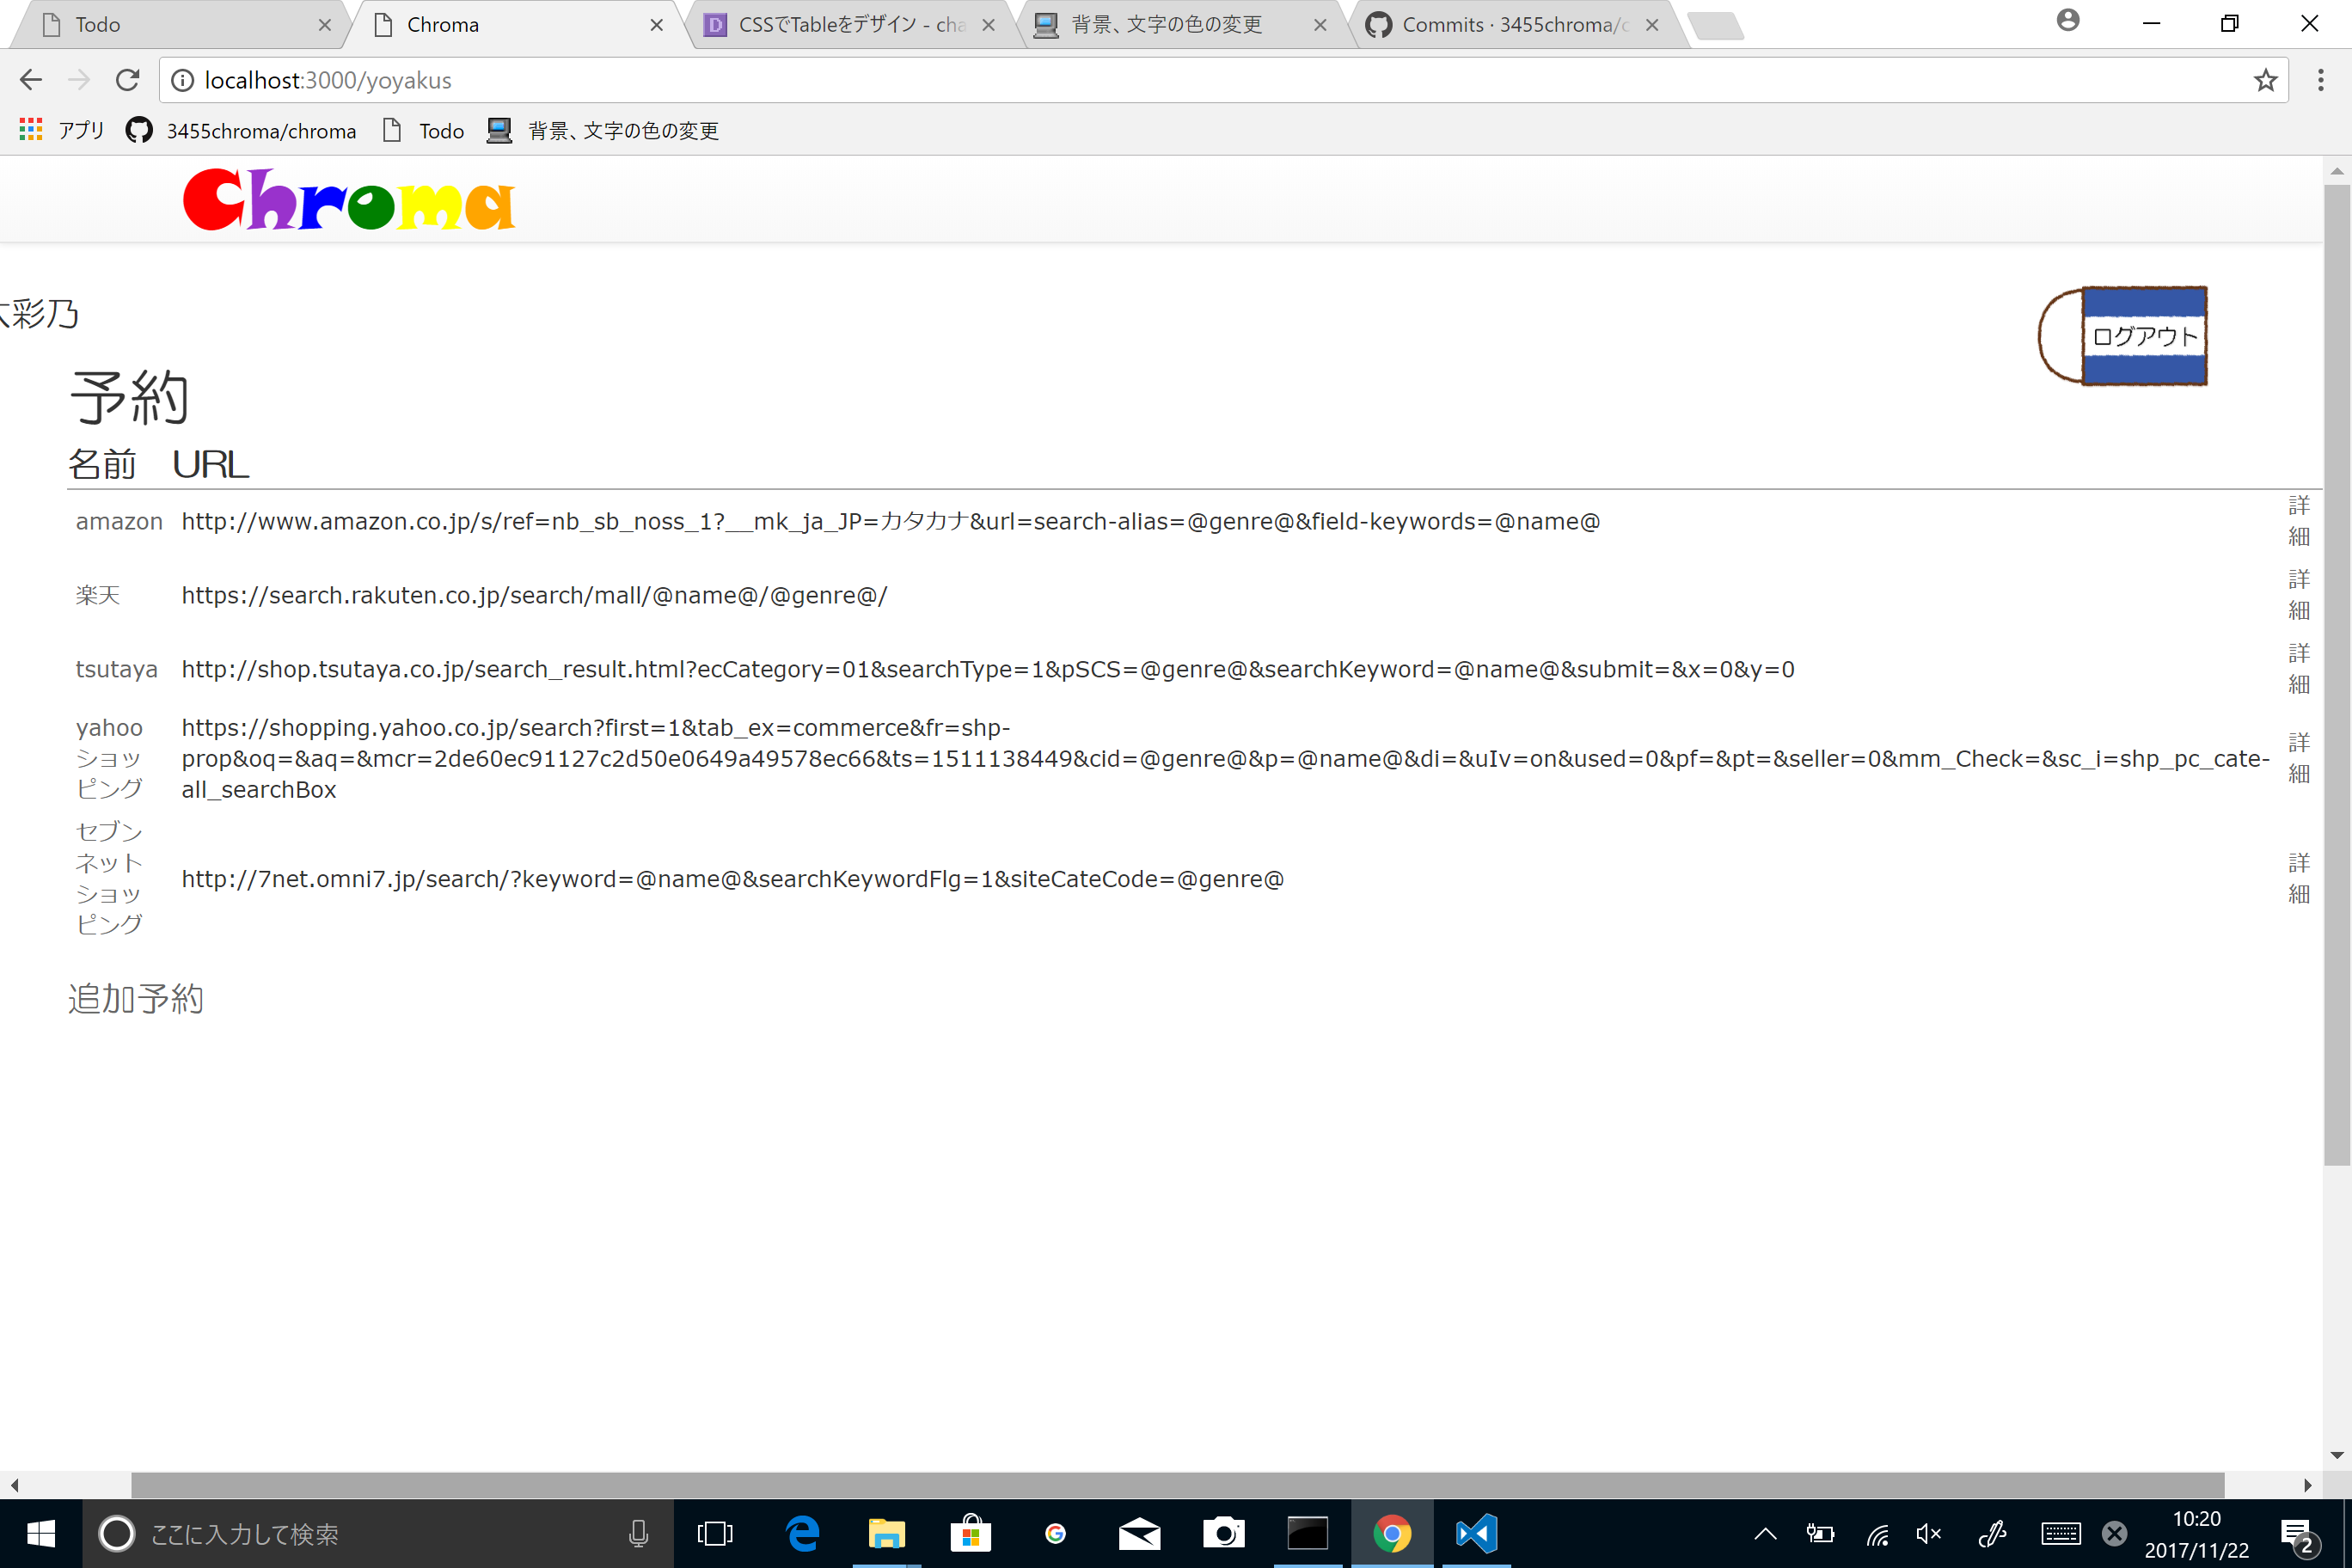 Todo
Chroma
CSSでTableをデザイン - cha
背景、文字の色の変更
Commits · 3455chroma/c
localhost:3000/yoyakus
アプリ
3455chroma/chroma
Todo
背景、文字の色の変更
Chroma
彩乃
ログアウト
予約
名前 URL
amazon http://www.amazon.co.jp/s/ref=nb_sb_noss_1?__mk_ja_JP=カタカナ&url=search-alias=@genre@&field-keywords=@name@ 詳細
楽天 https://search.rakuten.co.jp/search/mall/@name@/@genre@/ 詳細
tsutaya http://shop.tsutaya.co.jp/search_result.html?ecCategory=01&searchType=1&pSCS=@genre@&searchKeyword=@name@&submit=&x=0&y=0 詳細
yahoo
ショッ
ピング
https://shopping.yahoo.co.jp/search?first=1&tab_ex=commerce&fr=shp-
prop&oq=&aq=&mcr=2de60ec91127c2d50e0649a49578ec66&ts=1511138449&cid=@genre@&p=@name@&di=&uIv=on&used=0&pf=&pt=&seller=0&mm_Check=&sc_i=shp_pc_cate-
all_searchBox
詳細
セブン
ネット
ショッ
ピング
http://7net.omni7.jp/search/?keyword=@name@&searchKeywordFlg=1&siteCateCode=@genre@
詳細
追加予約
ここに入力して検索
10:20
2017/11/22
2